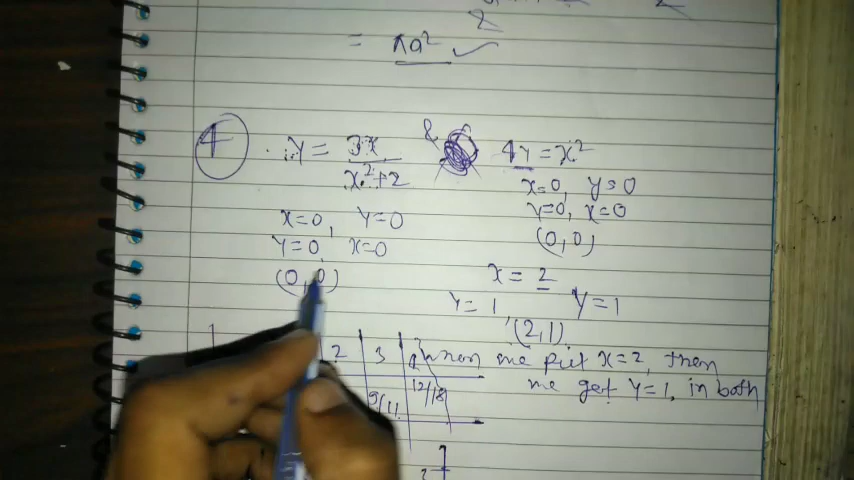 = πa²
4 . y = 3x / x²+2 & 4y = x²
x=0, y=0
y=0, x=0
(0,0)
x=0, y=0
y=0, x=0
(0,0)
x = 2
y = 1, y=1
(2,1)
2 3 4
9/11 12/18
when we put x=2, then
we get y=1, in both